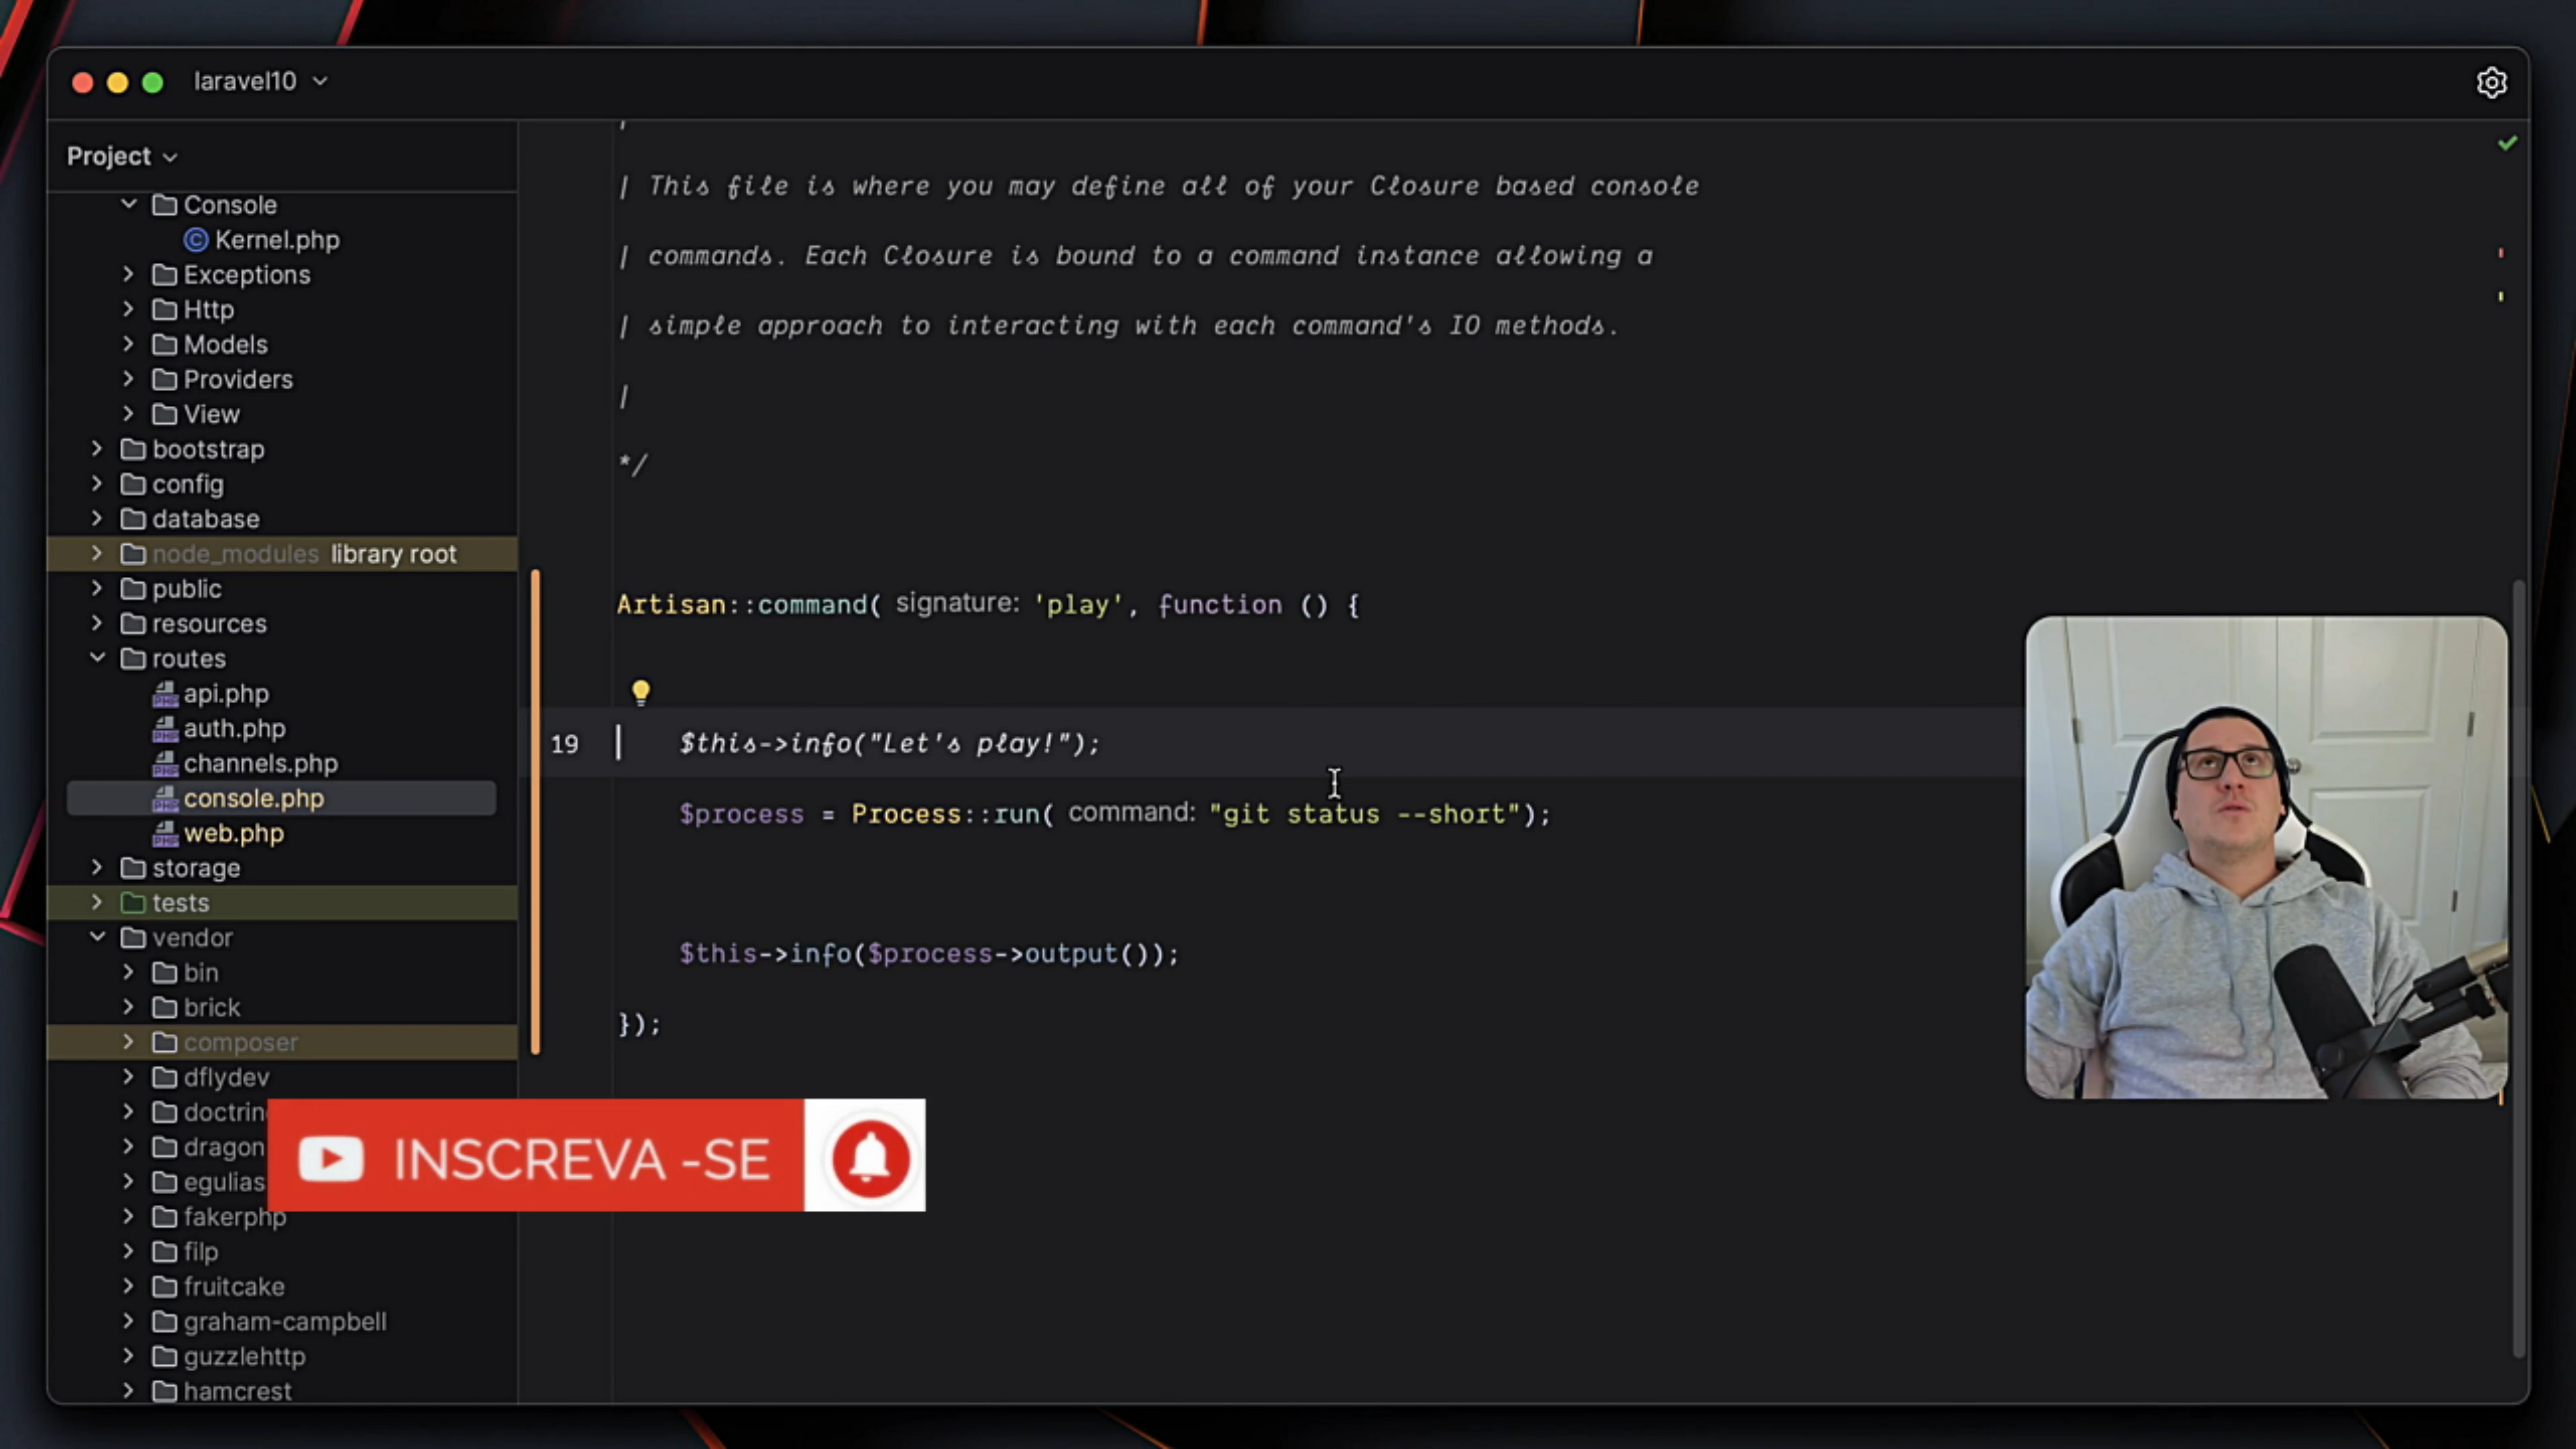 laravel10
Project
Console
Kernel.php
Exceptions
Http
Models
Providers
View
bootstrap
config
database
node_modules library root
public
resources
routes
api.php
auth.php
channels.php
console.php
web.php
storage
tests
vendor
bin
brick
composer
dflydev
doctrin
dragon
egulias
fakerphp
filp
fruitcake
graham-campbell
guzzlehttp
hamcrest
| This file is where you may define all of your Closure based console
| commands. Each Closure is bound to a command instance allowing a
| simple approach to interacting with each command's IO methods.
|
*/
Artisan::command( signature: 'play', function () {
19 $this->info("Let's play!");
$process = Process::run( command: "git status --short");
$this->info($process->output());
});
INSCREVA -SE